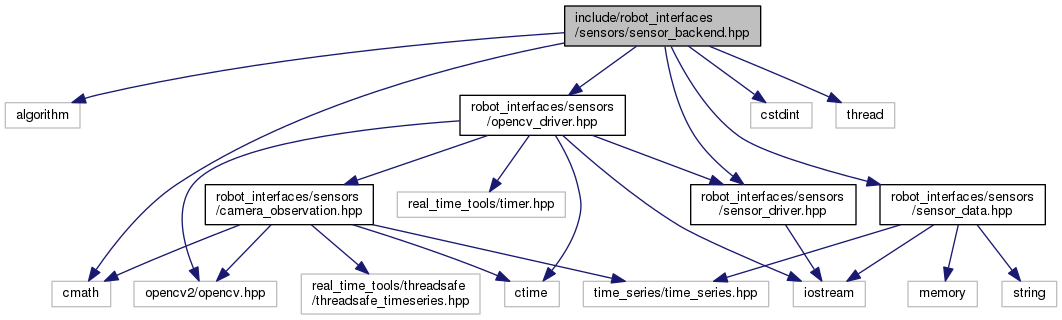 include/robot_interfaces
/sensors/sensor_backend.hpp
algorithm
robot_interfaces/sensors
/opencv_driver.hpp
cstdint
thread
robot_interfaces/sensors
/camera_observation.hpp
real_time_tools/timer.hpp
robot_interfaces/sensors
/sensor_driver.hpp
robot_interfaces/sensors
/sensor_data.hpp
cmath
opencv2/opencv.hpp
real_time_tools/threadsafe
/threadsafe_timeseries.hpp
ctime
time_series/time_series.hpp
iostream
memory
string